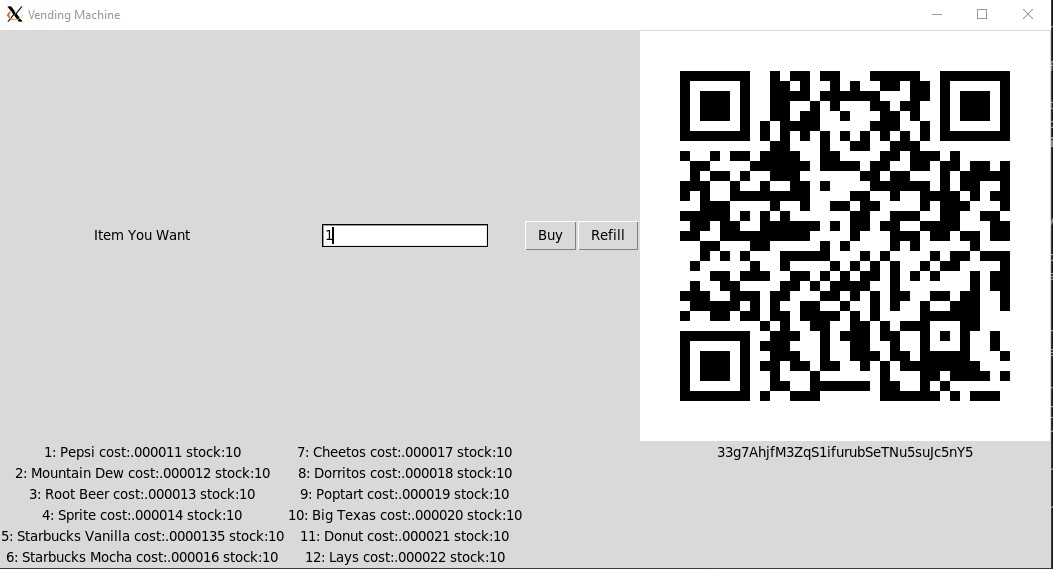 Vending Machine
Item You Want
1
Buy
Refill
1: Pepsi cost:.000011 stock:10
2: Mountain Dew cost:.000012 stock:10
3: Root Beer cost:.000013 stock:10
4: Sprite cost:.000014 stock:10
5: Starbucks Vanilla cost:.0000135 stock:10
6: Starbucks Mocha cost:.000016 stock:10
7: Cheetos cost:.000017 stock:10
8: Dorritos cost:.000018 stock:10
9: Poptart cost:.000019 stock:10
10: Big Texas cost:.000020 stock:10
11: Donut cost:.000021 stock:10
12: Lays cost:.000022 stock:10
33g7AhjfM3ZqS1ifurubSeTNu5suJc5nY5